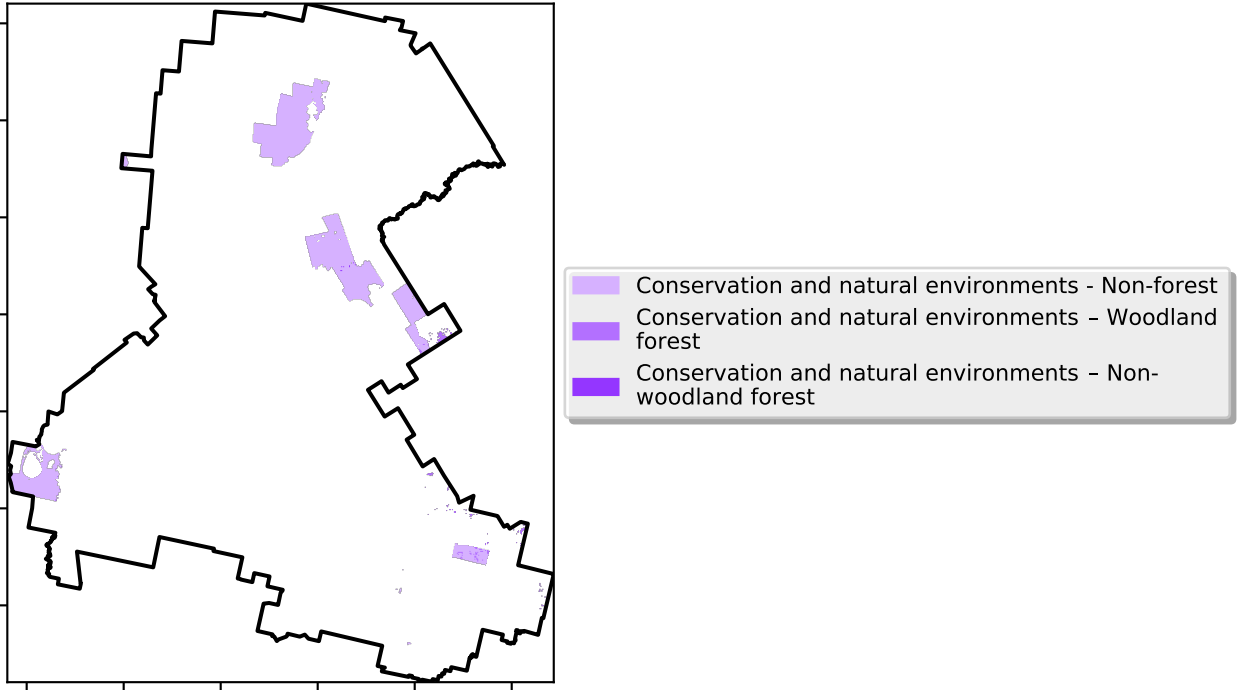 Conservation and natural environments - Non-forest
Conservation and natural environments – Woodland
forest
Conservation and natural environments – Non-
woodland forest